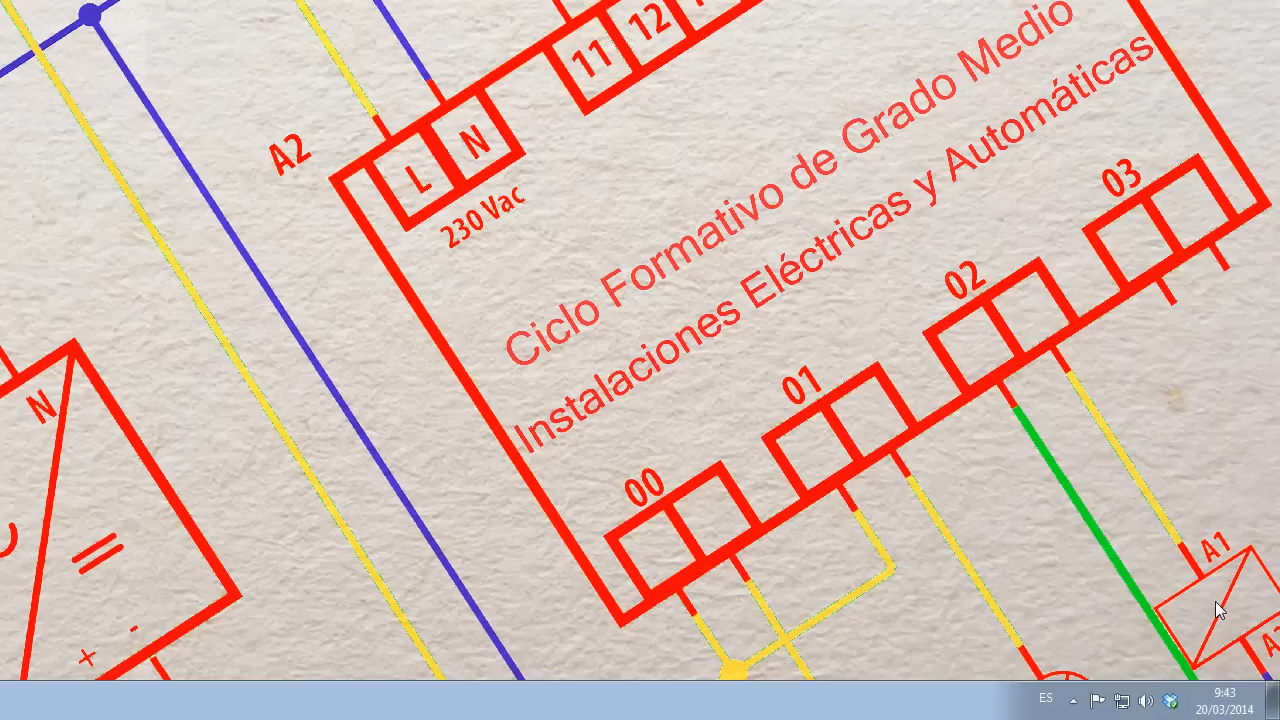 11
12
A2
L
N
230 Vac
Ciclo Formativo de Grado Medio
Instalaciones Eléctricas y Automáticas
03
02
01
00
N
A1
ES
9:43
20/03/2014